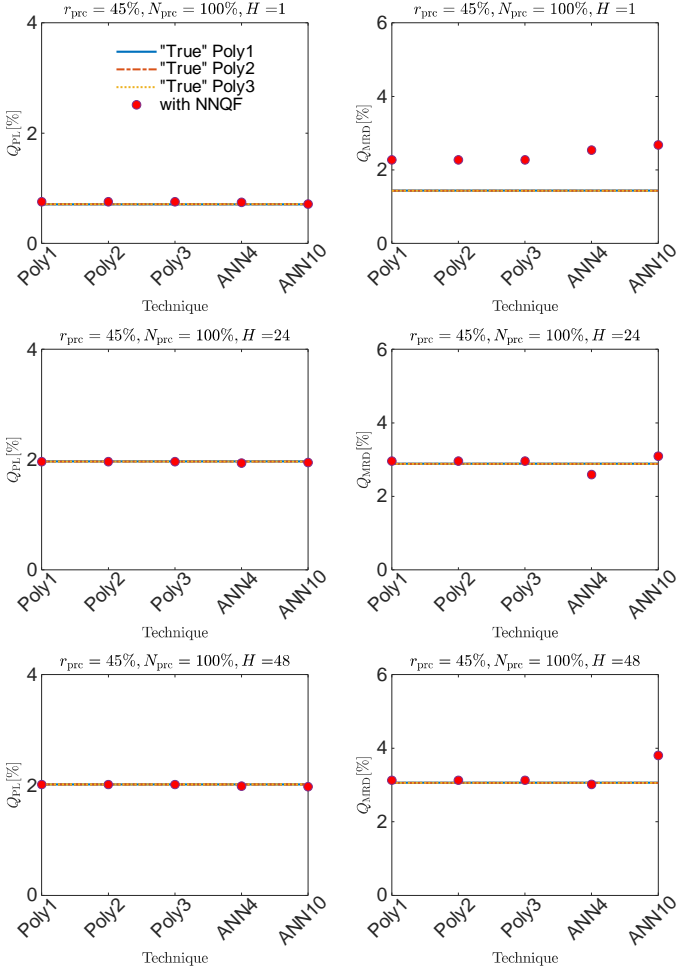 r_prc = 45%, N_prc = 100%, H =1
4
2
0
Q_PL[%]
"True" Poly1
"True" Poly2
"True" Poly3
with NNQF
Poly1
Poly2
Poly3
ANN4
ANN10
Technique
r_prc = 45%, N_prc = 100%, H =1
6
4
2
0
Q_MRD[%]
Poly1
Poly2
Poly3
ANN4
ANN10
Technique
r_prc = 45%, N_prc = 100%, H =24
4
2
0
Q_PL[%]
Poly1
Poly2
Poly3
ANN4
ANN10
Technique
r_prc = 45%, N_prc = 100%, H =24
6
4
2
0
Q_MRD[%]
Poly1
Poly2
Poly3
ANN4
ANN10
Technique
r_prc = 45%, N_prc = 100%, H =48
4
2
0
Q_PL[%]
Poly1
Poly2
Poly3
ANN4
ANN10
Technique
r_prc = 45%, N_prc = 100%, H =48
6
4
2
0
Q_MRD[%]
Poly1
Poly2
Poly3
ANN4
ANN10
Technique